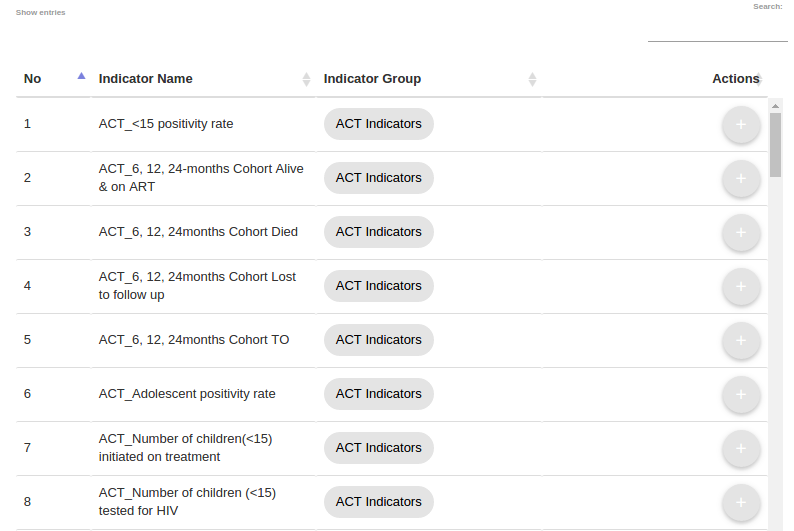 Show entries
Search:
No
Indicator Name
Indicator Group
Actions
1
ACT_<15 positivity rate
ACT Indicators
+
2
ACT_6, 12, 24-months Cohort Alive
& on ART
ACT Indicators
+
3
ACT_6, 12, 24months Cohort Died
ACT Indicators
+
4
ACT_6, 12, 24months Cohort Lost
to follow up
ACT Indicators
+
5
ACT_6, 12, 24months Cohort TO
ACT Indicators
+
6
ACT_Adolescent positivity rate
ACT Indicators
+
7
ACT_Number of children(<15)
initiated on treatment
ACT Indicators
+
8
ACT_Number of children (<15)
tested for HIV
ACT Indicators
+